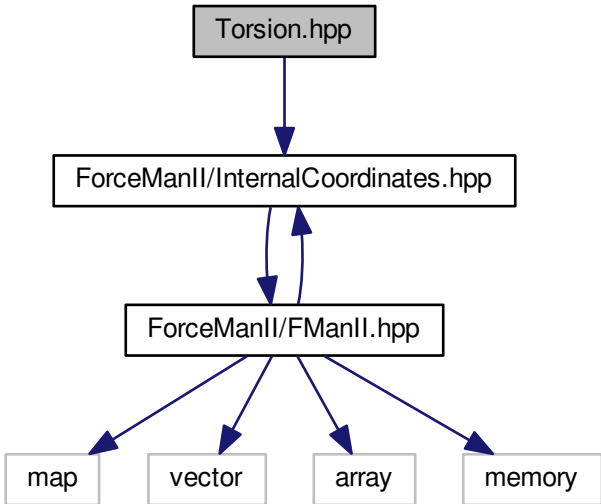 Torsion.hpp
ForceManII/InternalCoordinates.hpp
ForceManII/FManII.hpp
map
vector
array
memory